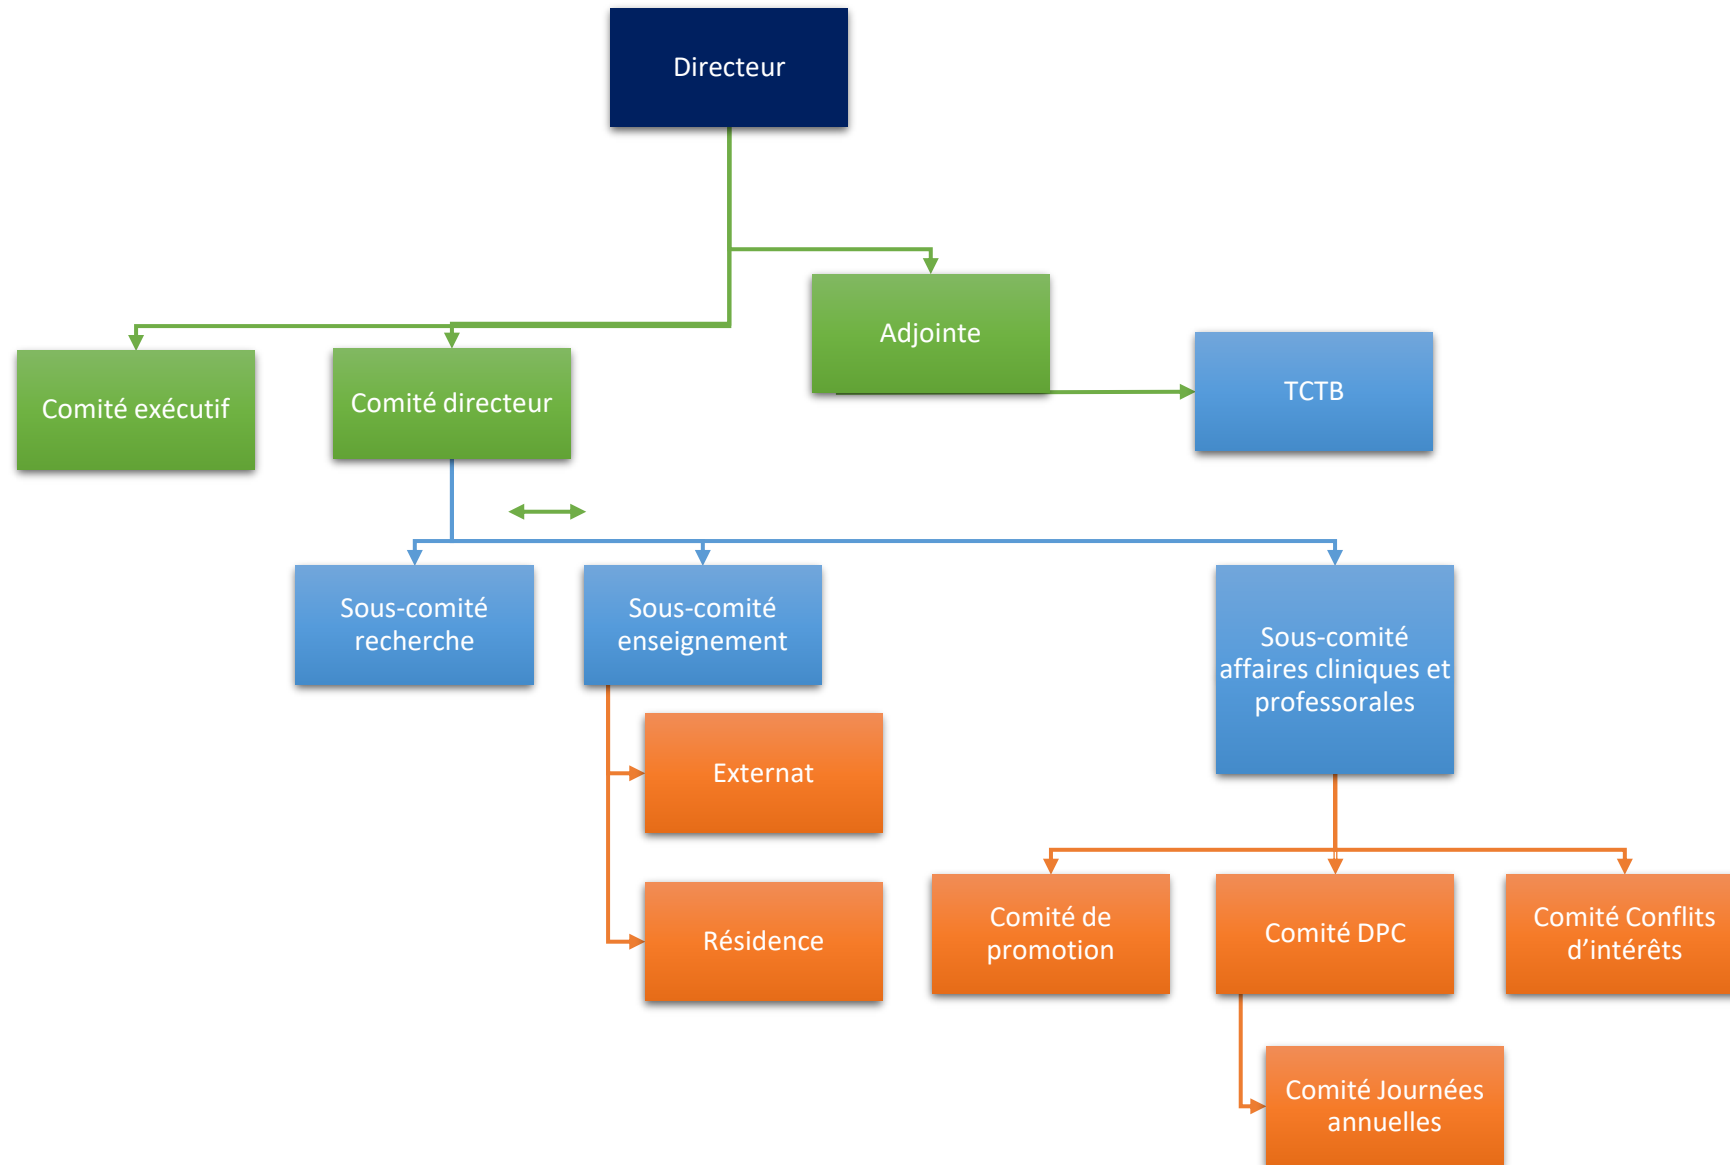 Directeur
Adjointe
TCTB
Comité exécutif
Comité directeur
Sous-comité
recherche
Sous-comité
enseignement
Sous-comité
affaires cliniques et
professorales
Externat
Résidence
Comité de
promotion
Comité DPC
Comité Conflits
d’intérêts
Comité Journées
annuelles